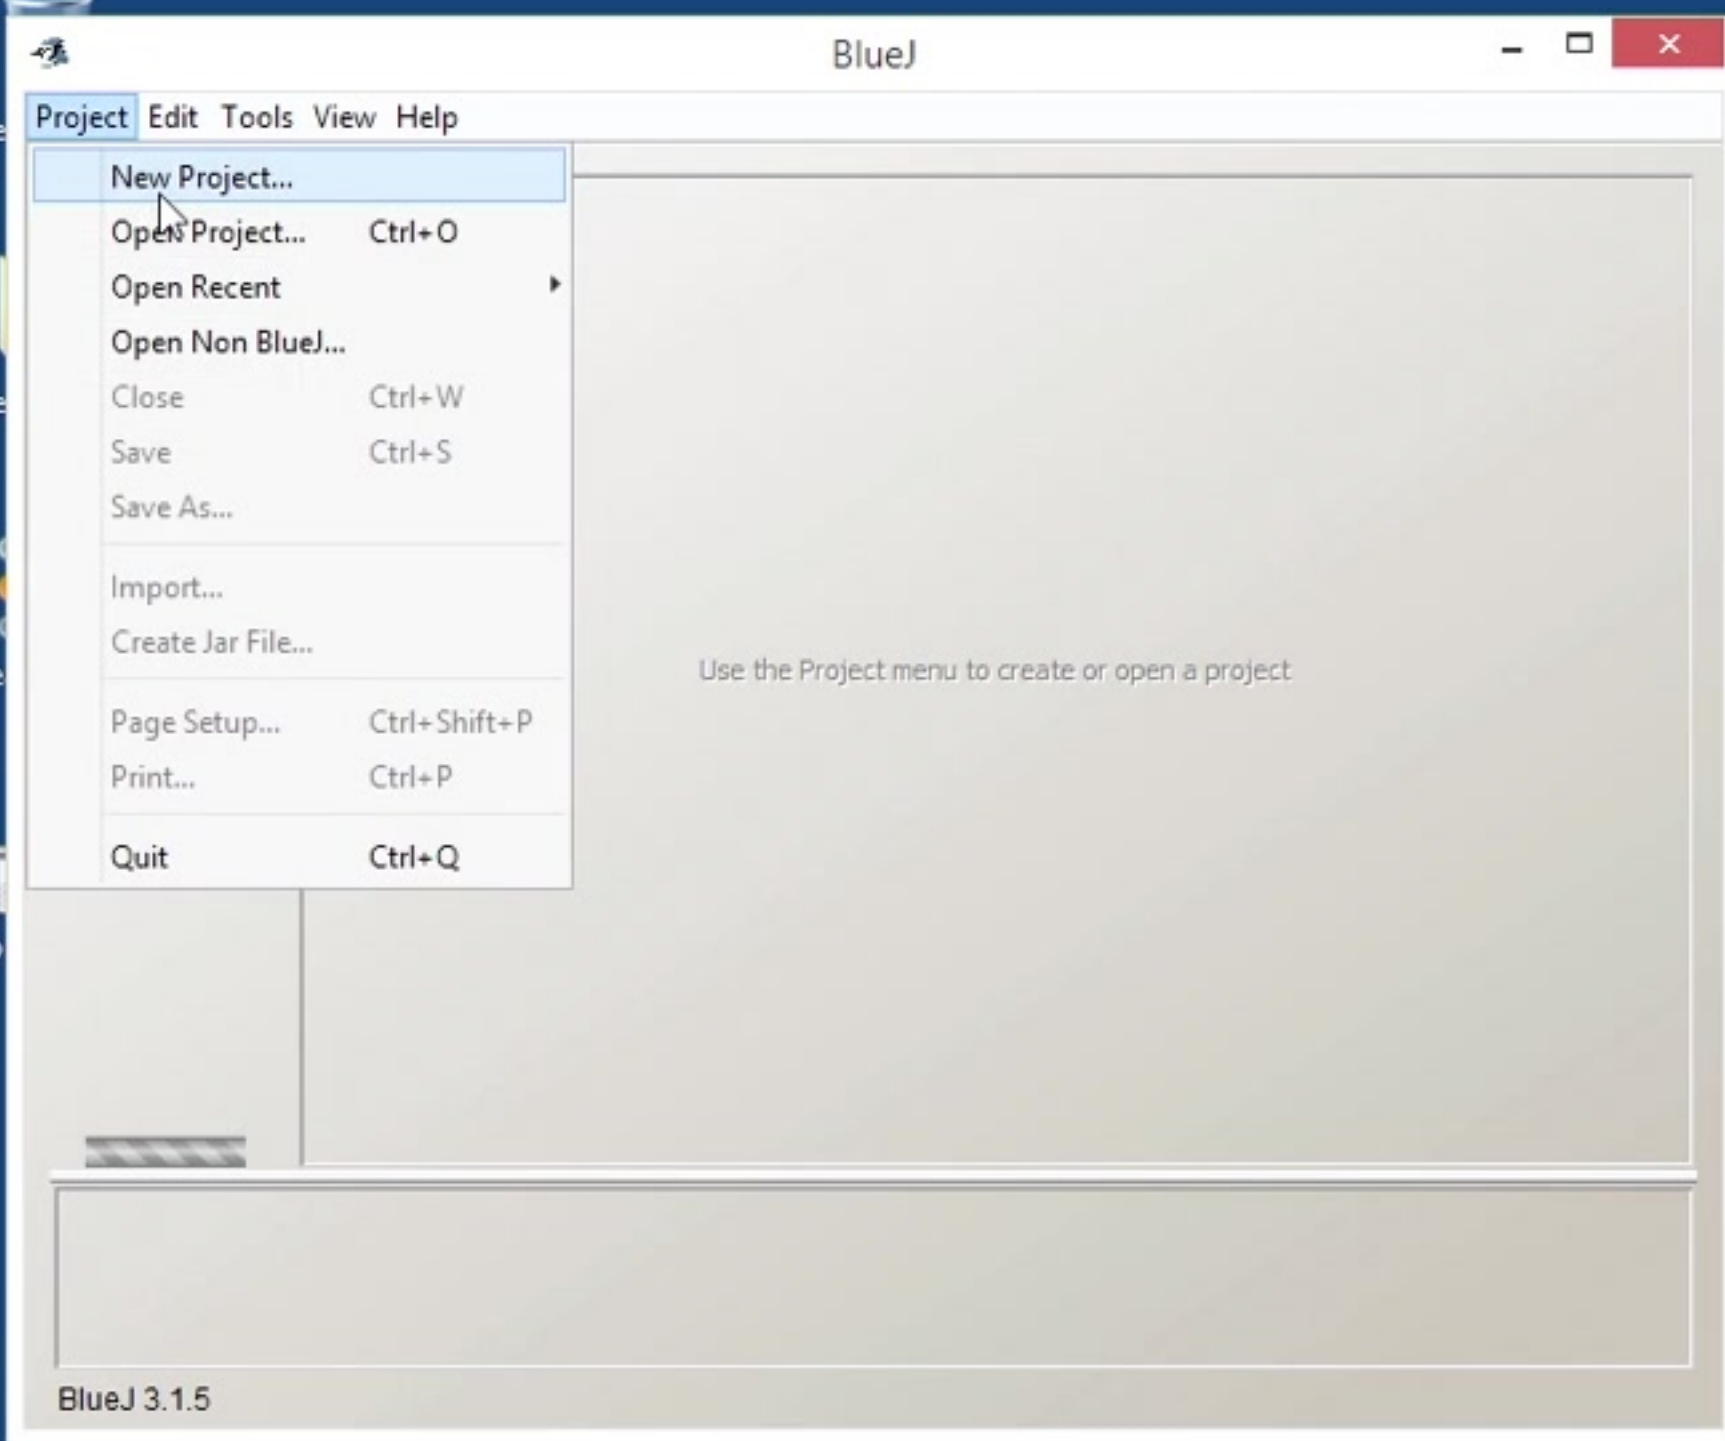 BlueJ
Project Edit Tools View Help
New Project...
Open Project... Ctrl+O
Open Recent
Open Non BlueJ...
Close Ctrl+W
Save Ctrl+S
Save As...
Import...
Create Jar File...
Use the Project menu to create or open a project
Page Setup... Ctrl+Shift+P
Print... Ctrl+P
Quit Ctrl+Q
BlueJ 3.1.5